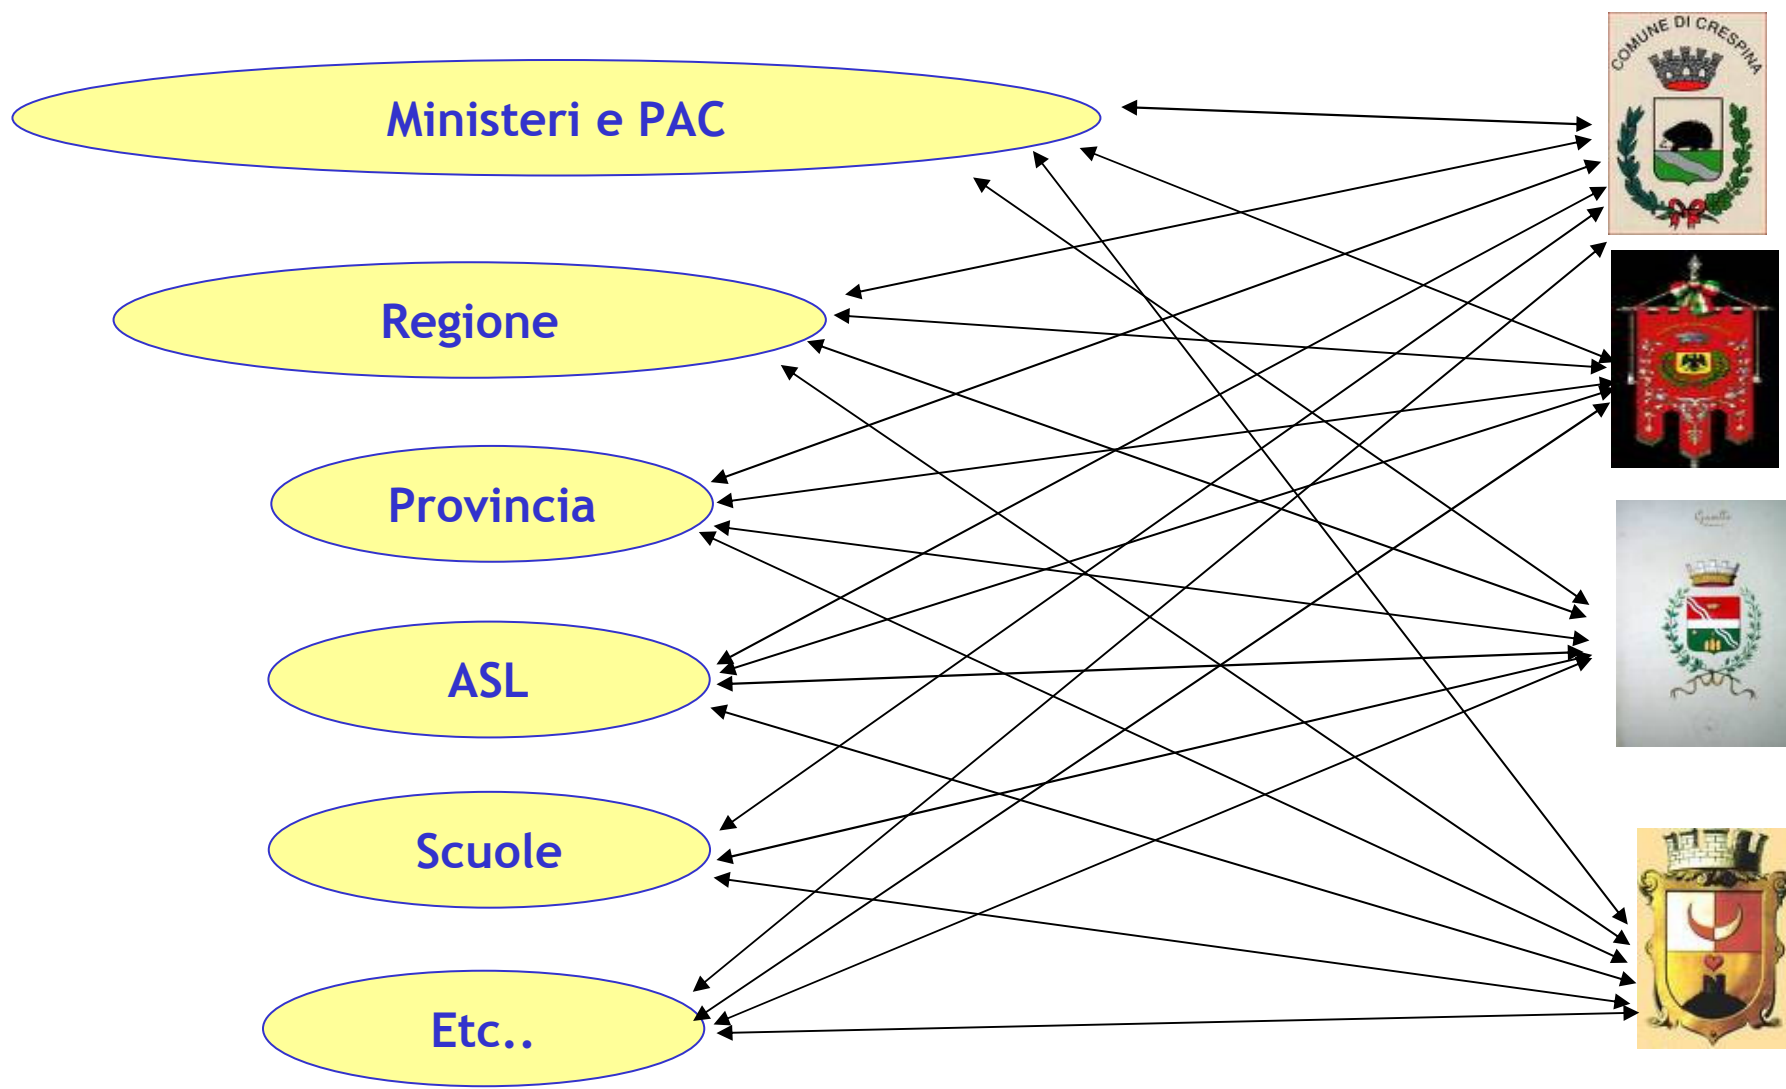 COMUNE DI CRESPINA
Ministeri e PAC
Regione
Provincia
ASL
Scuole
Etc..